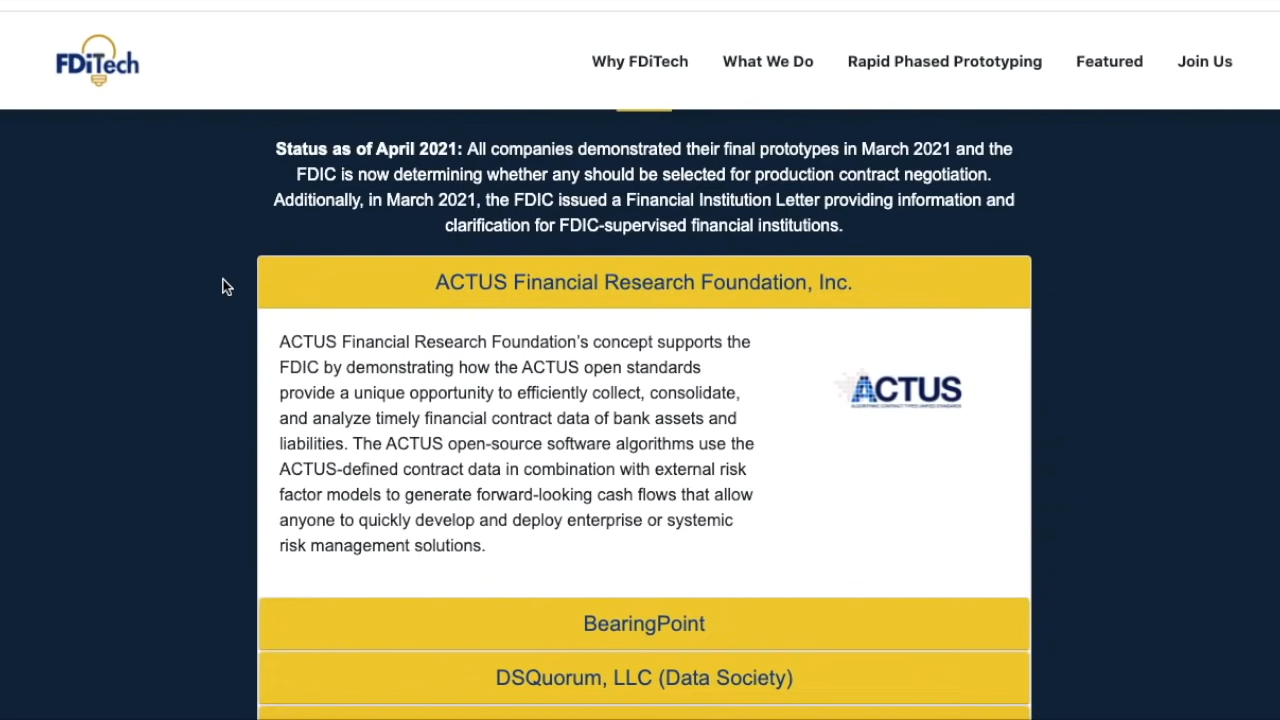 FDiTech
Why FDiTech
What We Do
Rapid Phased Prototyping
Featured
Join Us
Status as of April 2021: All companies demonstrated their final prototypes in March 2021 and the
FDIC is now determining whether any should be selected for production contract negotiation.
Additionally, in March 2021, the FDIC issued a Financial Institution Letter providing information and
clarification for FDIC-supervised financial institutions.
ACTUS Financial Research Foundation, Inc.
ACTUS Financial Research Foundation’s concept supports the
FDIC by demonstrating how the ACTUS open standards
provide a unique opportunity to efficiently collect, consolidate,
and analyze timely financial contract data of bank assets and
liabilities. The ACTUS open-source software algorithms use the
ACTUS-defined contract data in combination with external risk
factor models to generate forward-looking cash flows that allow
anyone to quickly develop and deploy enterprise or systemic
risk management solutions.
ACTUS
BearingPoint
DSQuorum, LLC (Data Society)